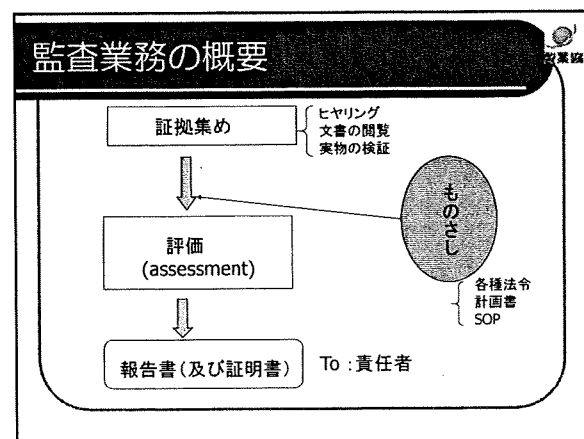 監査業務の概要
証拠集め
ヒヤリング
文書の閲覧
実物の検証
ものさし
評価
(assessment)
各種法令
計画書
SOP
報告書(及び証明書)
To :責任者